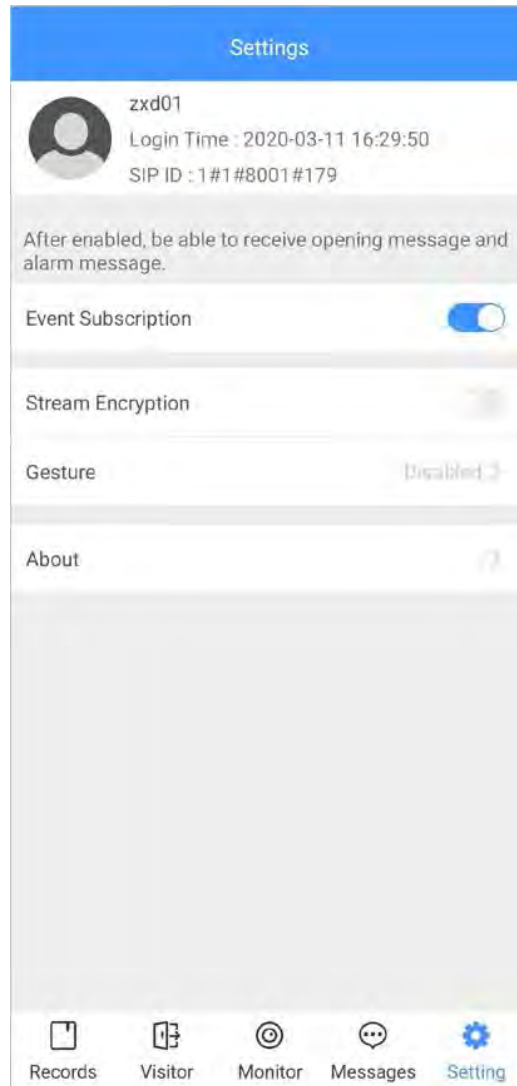 Settings
zxd01
Login Time : 2020-03-11 16:29:50
SIP ID : 1#1#8001#179
After enabled, be able to receive opening message and
alarm message.
Event Subscription
Stream Encryption
Gesture Disabled
About
Records Visitor Monitor Messages Setting